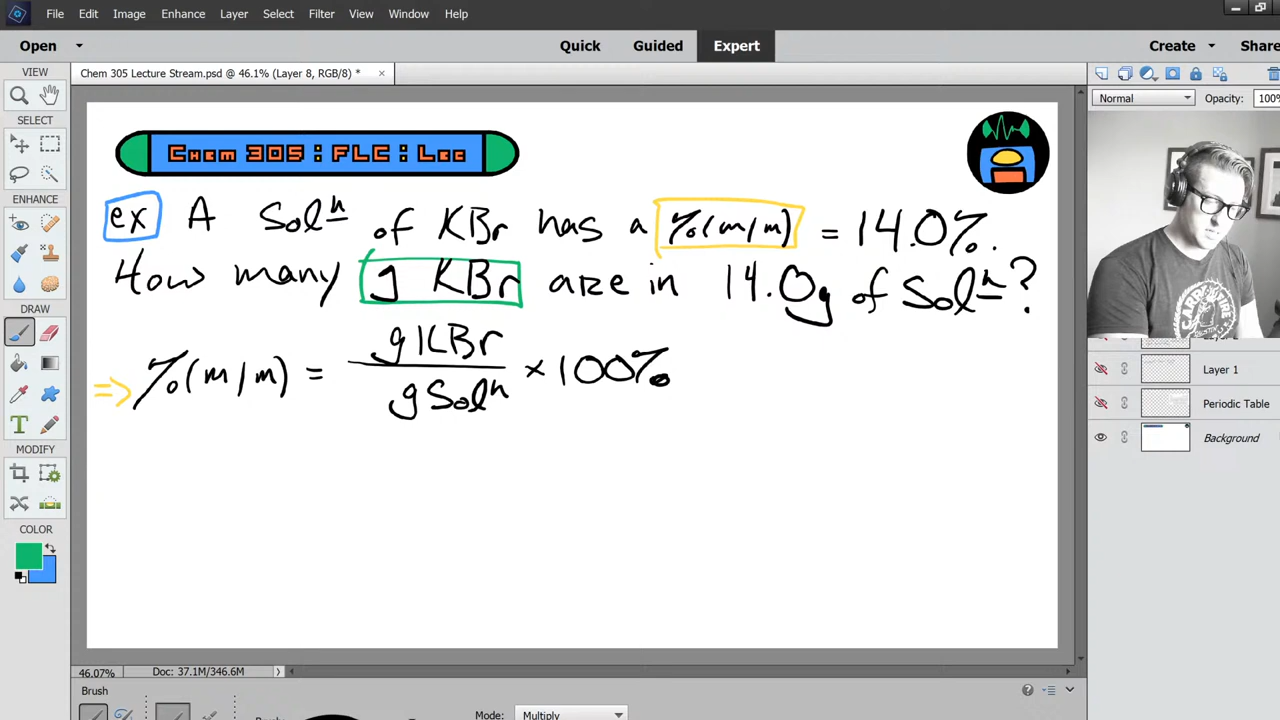 File Edit Image Enhance Layer Select Filter View Window Help
Open Quick Guided Expert Create Share
VIEW
Chem 305 Lecture Stream.psd @ 46.1% (Layer 8, RGB/8) * ×
Normal Opacity: 100%
SELECT
Chem 305 : FLC : Lec
ENHANCE
ex A Solⁿ of KBr has a %(m/m) = 14.0%.
How many g KBr are in 14.0g of Solⁿ?
DRAW
%(m/m) = g KBr / g Solⁿ × 100%
=>
CARRY
Layer 1
Periodic Table
Background
MODIFY
COLOR
46.07% Doc: 37.1M/346.6M
Brush
Mode: Multiply